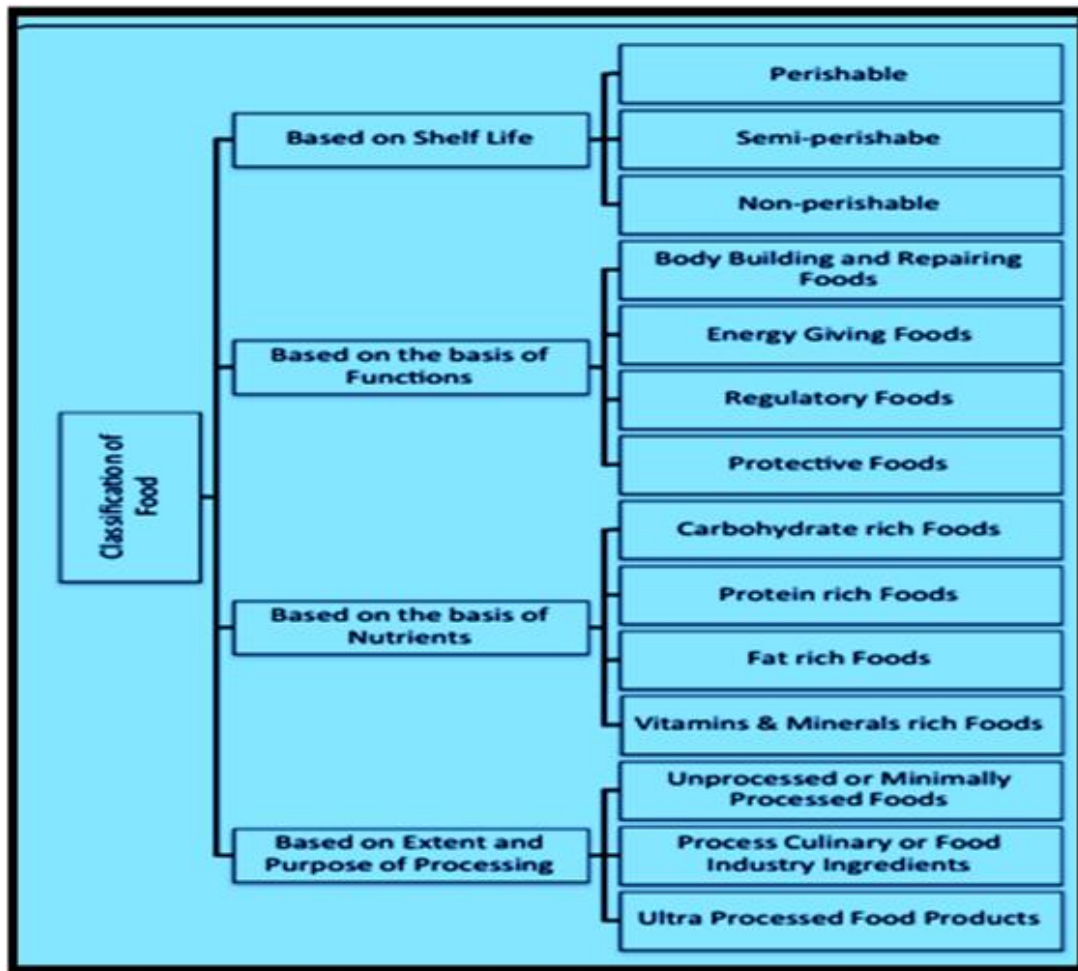 Classification of
Food
Based on Shelf Life
Perishable
Semi-perishabe
Non-perishable
Based on the basis of
Functions
Body Building and Repairing
Foods
Energy Giving Foods
Regulatory Foods
Protective Foods
Based on the basis of
Nutrients
Carbohydrate rich Foods
Protein rich Foods
Fat rich Foods
Vitamins & Minerals rich Foods
Based on Extent and
Purpose of Processing
Unprocessed or Minimally
Processed Foods
Process Culinary or Food
Industry Ingredients
Ultra Processed Food Products